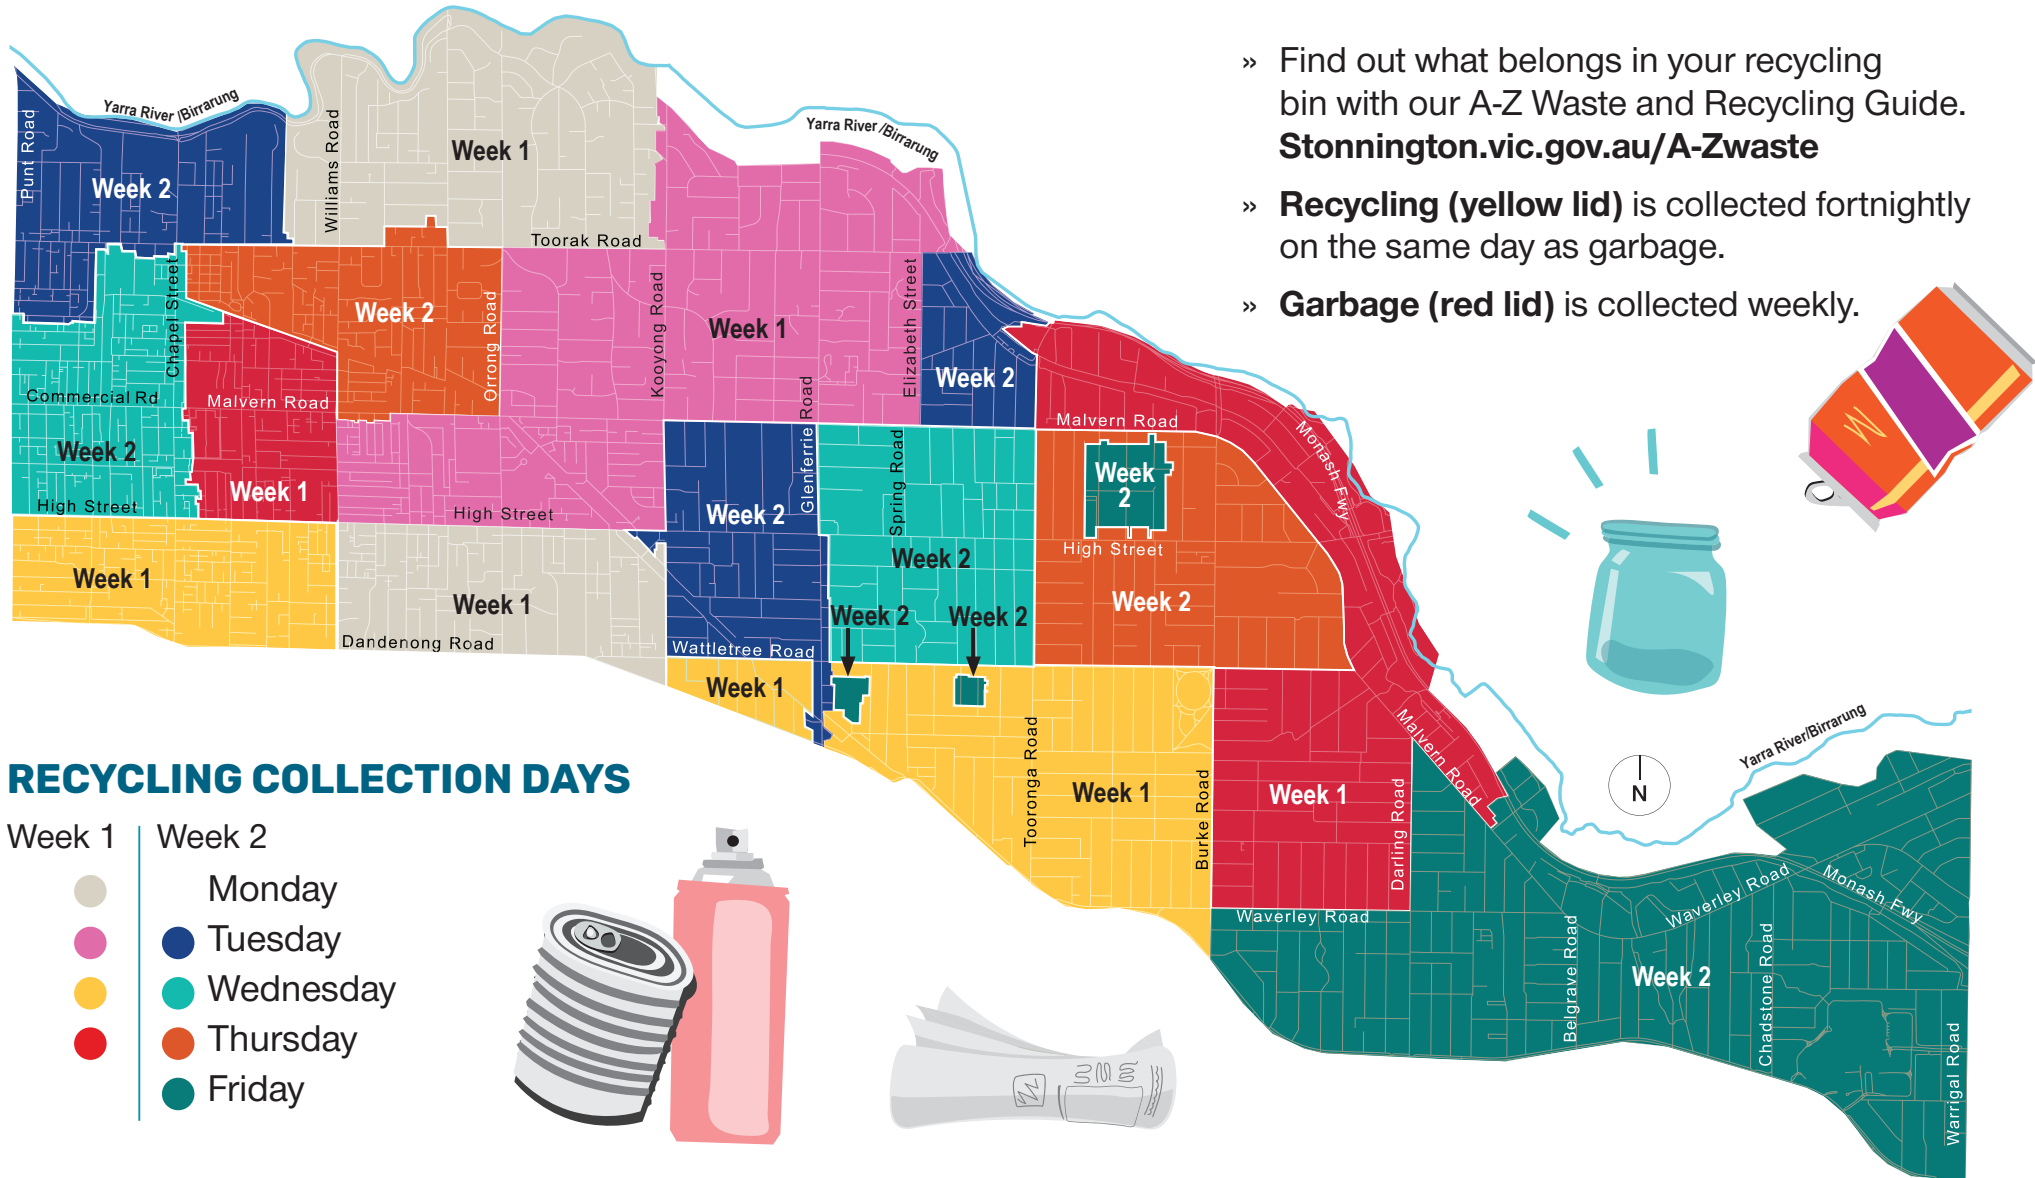 » Find out what belongs in your recycling
bin with our A-Z Waste and Recycling Guide.
Stonnington.vic.gov.au/A-Zwaste
» Recycling (yellow lid) is collected fortnightly
on the same day as garbage.
» Garbage (red lid) is collected weekly.
Yarra River /Birrarung
Yarra River /Birrarung
Punt Road
Week 2
Williams Road
Week 1
Toorak Road
Chapel Street
Week 2
Orrong Road
Kooyong Road
Week 1
Glenferrie Road
Elizabeth Street
Week 2
Commercial Rd
Malvern Road
Malvern Road
Monash Fwy
Week 2
Week 1
High Street
High Street
Week 2
Spring Road
Week 2
Week
2
High Street
Week 1
Week 1
Dandenong Road
Wattletree Road
Week 2
Week 2
Week 2
Week 1
Toorонga Road
Week 1
Burke Road
Week 1
Darling Road
Malvern Road
Yarra River/Birrarung
N
Waverley Road
Waverley Road
Monash Fwy
Belgrave Road
Week 2
Chadstone Road
Warrigal Road
RECYCLING COLLECTION DAYS
Week 1 Week 2
Monday
Tuesday
Wednesday
Thursday
Friday